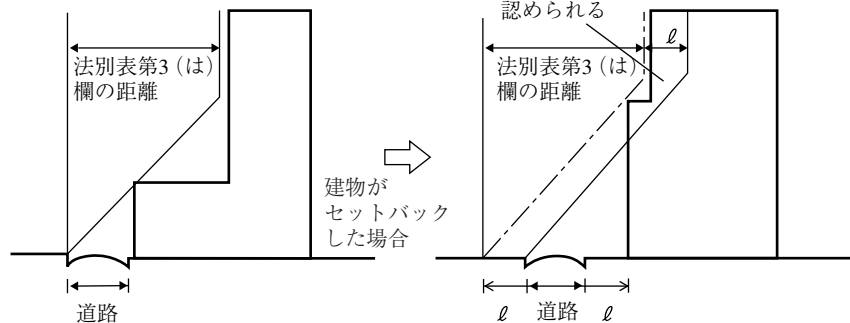 法別表第3（は）
欄の距離
道路
建物が
セットバック
した場合
認められる
ℓ
法別表第3（は）
欄の距離
ℓ
道路
ℓ